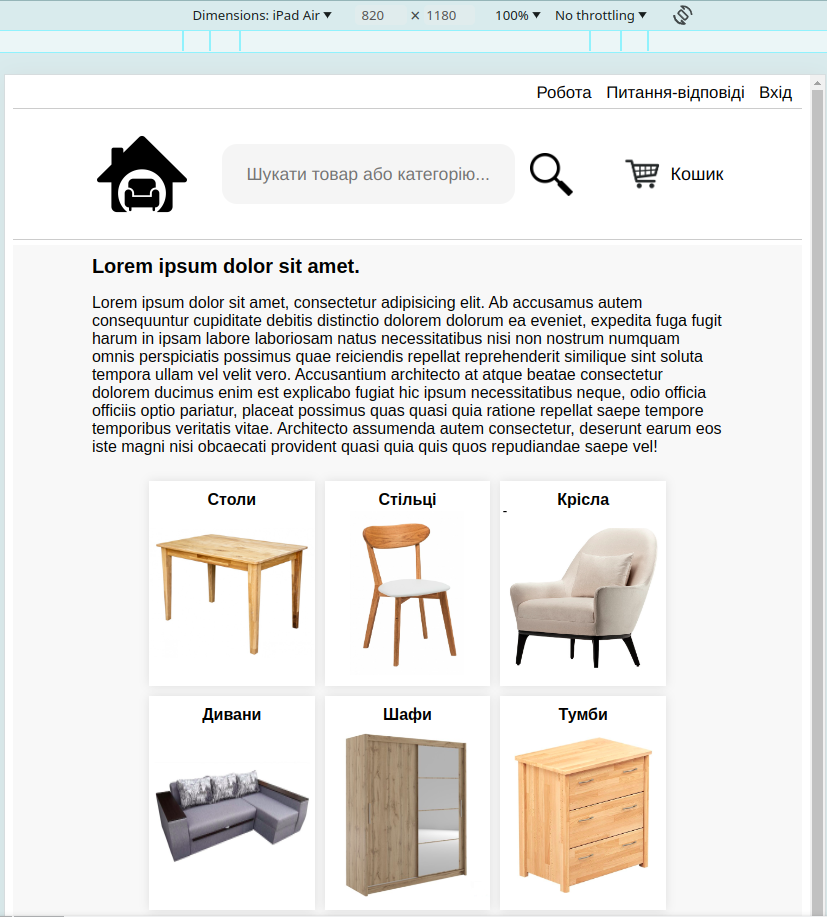 Dimensions: iPad Air ▼ 820 × 1180 100% ▼ No throttling ▼
Робота Питання-відповіді Вхід
Шукати товар або категорію... Кошик
Lorem ipsum dolor sit amet.
Lorem ipsum dolor sit amet, consectetur adipisicing elit. Ab accusamus autem
consequuntur cupiditate debitis distinctio dolorem dolorum ea eveniet, expedita fuga fugit
harum in ipsam labore laboriosam natus necessitatibus nisi non nostrum numquam
omnis perspiciatis possimus quae reiciendis repellat reprehenderit similique sint soluta
tempora ullam vel velit vero. Accusantium architecto at atque beatae consectetur
dolorem ducimus enim est explicabo fugiat hic ipsum necessitatibus neque, odio officia
officiis optio pariatur, placeat possimus quas quasi quia ratione repellat saepe tempore
temporibus veritatis vitae. Architecto assumenda autem consectetur, deserunt earum eos
iste magni nisi obcaecati provident quasi quia quis quos repudiandae saepe vel!
Столи Стільці Крісла
-
Дивани Шафи Тумби